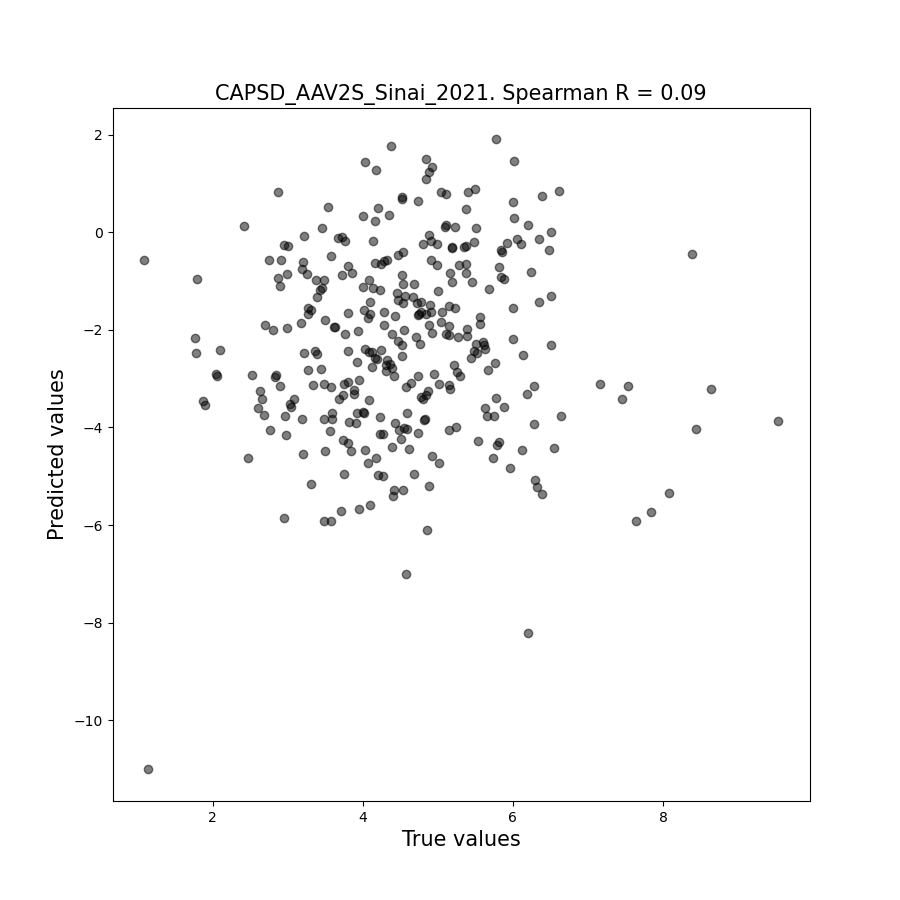 CAPSD_AAV2S_Sinai_2021. Spearman R = 0.09
2
0
−2
−4
−6
−8
−10
Predicted values
2 4 6 8
True values